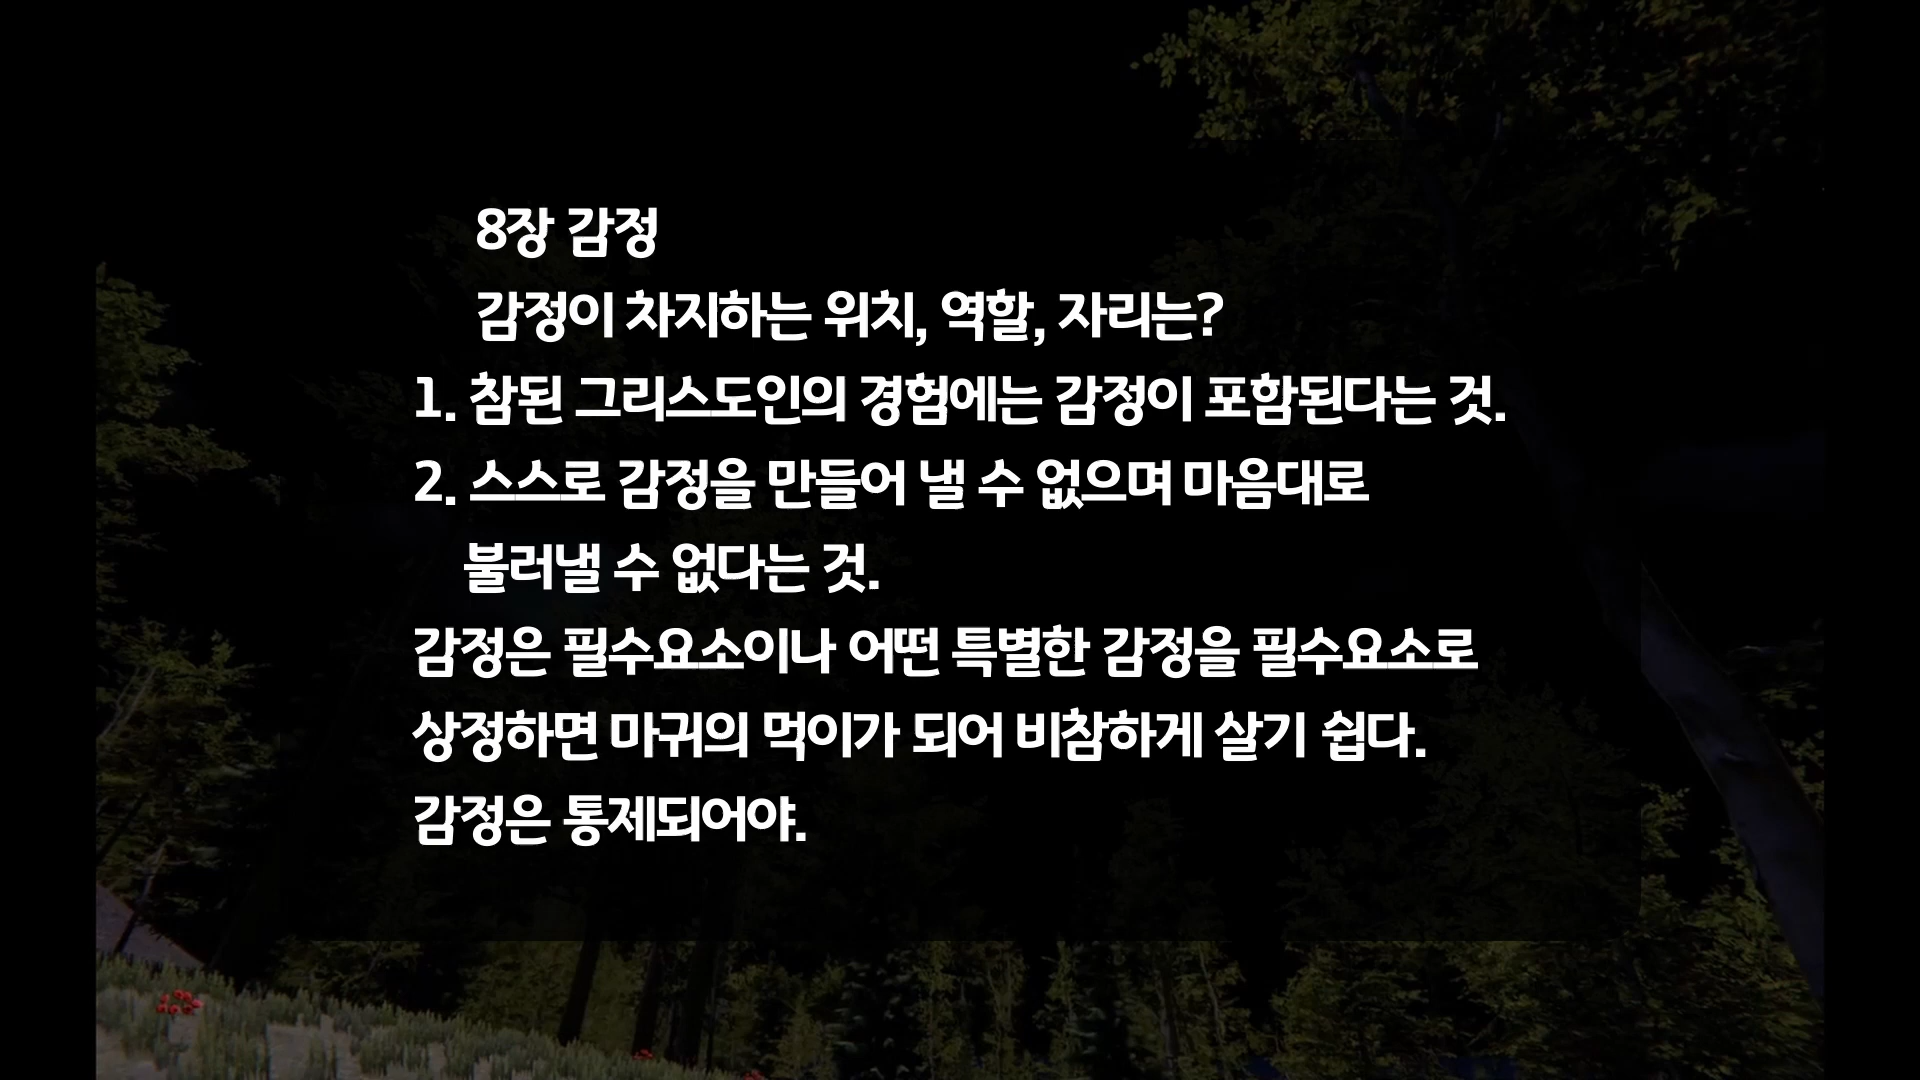 8장 감정
감정이 차지하는 위치, 역할, 자리는?
1. 참된 그리스도인의 경험에는 감정이 포함된다는 것.
2. 스스로 감정을 만들어 낼 수 없으며 마음대로
불러낼 수 없다는 것.
감정은 필수요소이나 어떤 특별한 감정을 필수요소로
상정하면 마귀의 먹이가 되어 비참하게 살기 쉽다.
감정은 통제되어야.